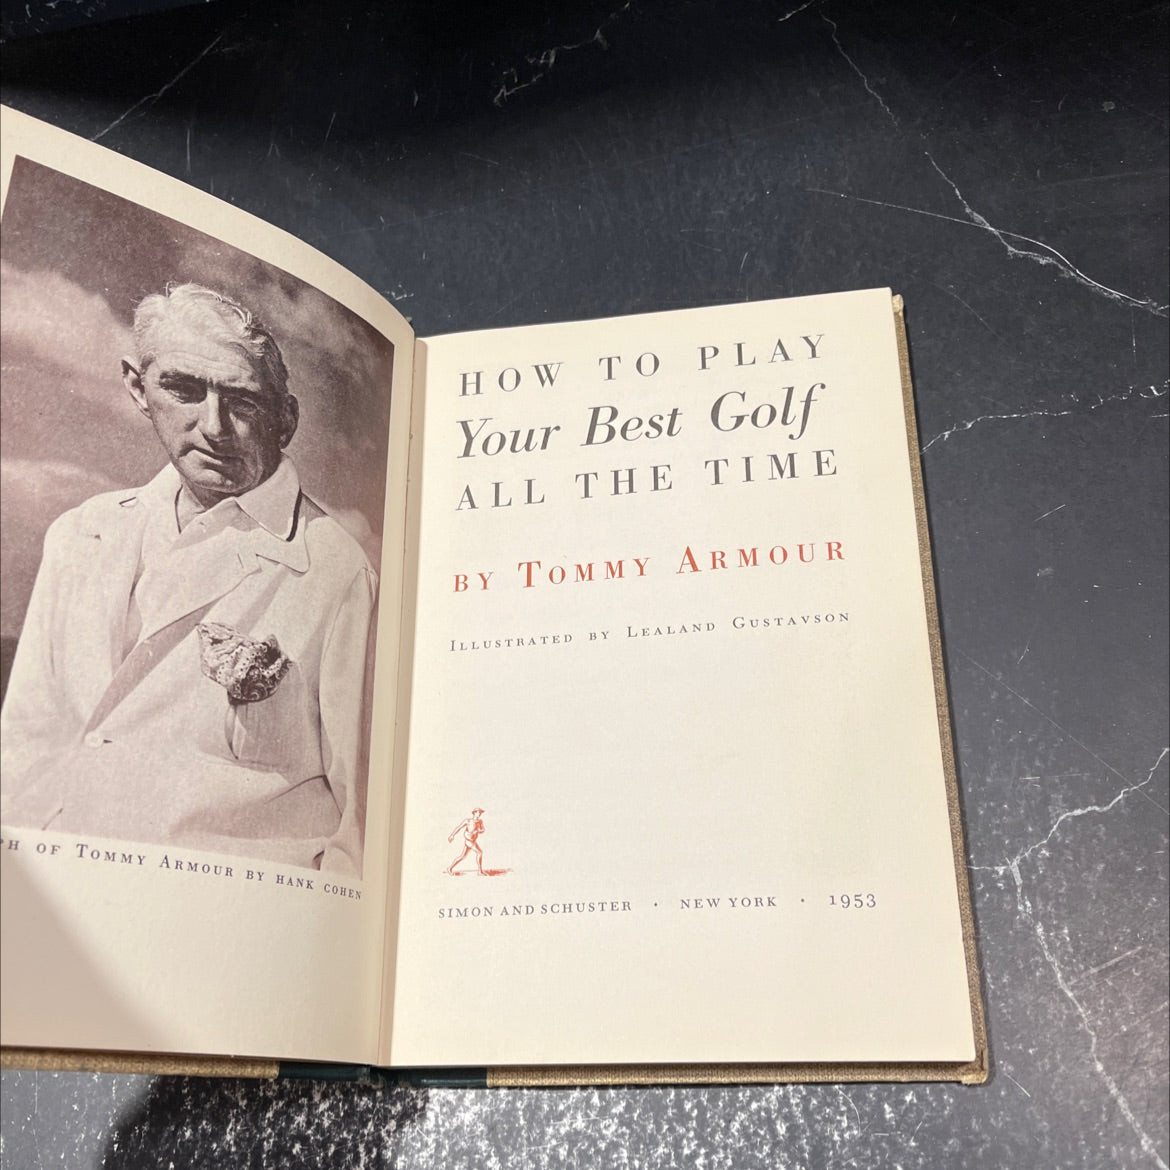 OF TOMMY ARMOUR BY HANK COHEN
HOW TO PLAY
Your Best Golf
ALL THE TIME
BY TOMMY ARMOUR
ILLUSTRATED BY LEALAND GUSTAVSON
SIMON AND SCHUSTER · NEW YORK · 1953